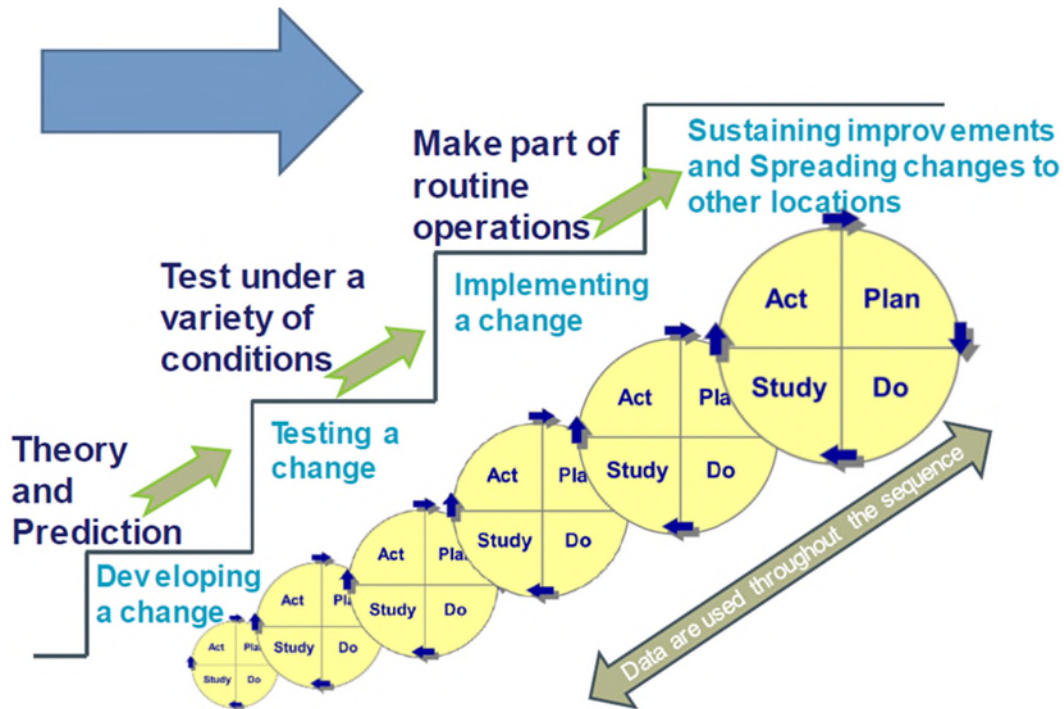 Make part of
routine
operations
Sustaining improvements
and Spreading changes to
other locations
Test under a
variety of
conditions
Implementing
a change
Theory
and
Prediction
Testing a
change
Developing
a change
Act Plan
Study Do
Act
Study Do
Act
Study Do
Act
Study Do
Act
Study Do
Act
Study Do
Data are used throughout the sequence